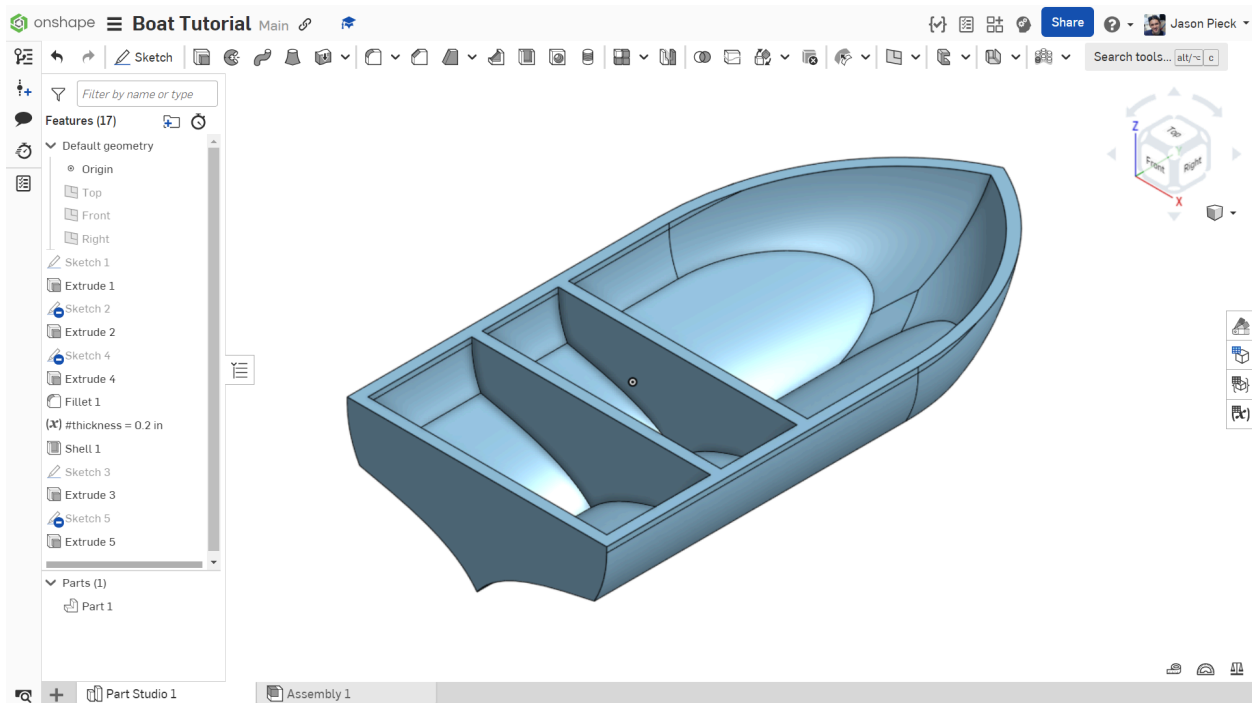 onshape Boat Tutorial Main Share Jason Pieck
Sketch Search tools... alt/⌥ c
Filter by name or type
Features (17)
Default geometry
Origin
Top
Front
Right
Sketch 1
Extrude 1
Sketch 2
Extrude 2
Sketch 4
Extrude 4
Fillet 1
(x) #thickness = 0.2 in
Shell 1
Sketch 3
Extrude 3
Sketch 5
Extrude 5
Parts (1)
Part 1
Z
Top
Front
Right
X
Part Studio 1
Assembly 1